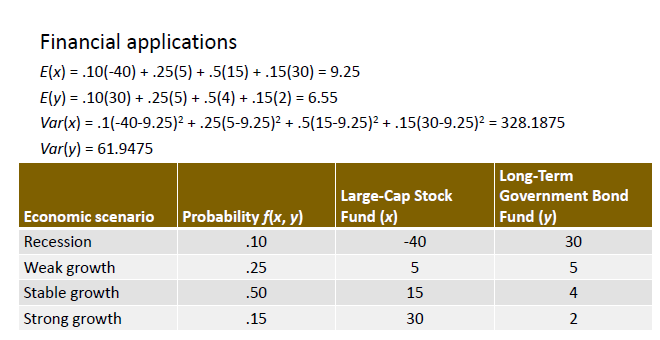 Financial applications
E(x) = .10(-40) + .25(5) + .5(15) + .15(30) = 9.25
E(y) = .10(30) + .25(5) + .5(4) + .15(2) = 6.55
Var(x) = .1(-40-9.25)² + .25(5-9.25)² + .5(15-9.25)² + .15(30-9.25)² = 328.1875
Var(y) = 61.9475
Economic scenario Probability f(x, y) Large-Cap Stock Fund (x) Long-Term Government Bond Fund (y)
Recession .10 -40 30
Weak growth .25 5 5
Stable growth .50 15 4
Strong growth .15 30 2